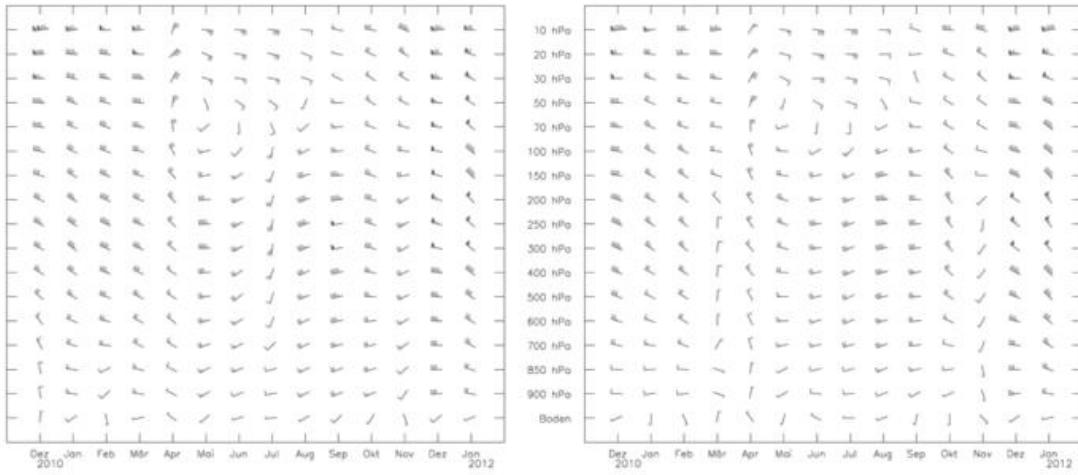 10 hPa
20 hPa
30 hPa
50 hPa
70 hPa
100 hPa
150 hPa
200 hPa
250 hPa
300 hPa
400 hPa
500 hPa
600 hPa
700 hPa
850 hPa
900 hPa
Boden
Dez Jan Feb Mär Apr Mai Jun Jul Aug Sep Okt Nov Dez Jan
2010 2012
Dez Jan Feb Mär Apr Mai Jun Jul Aug Sep Okt Nov Dez Jan
2010 2012